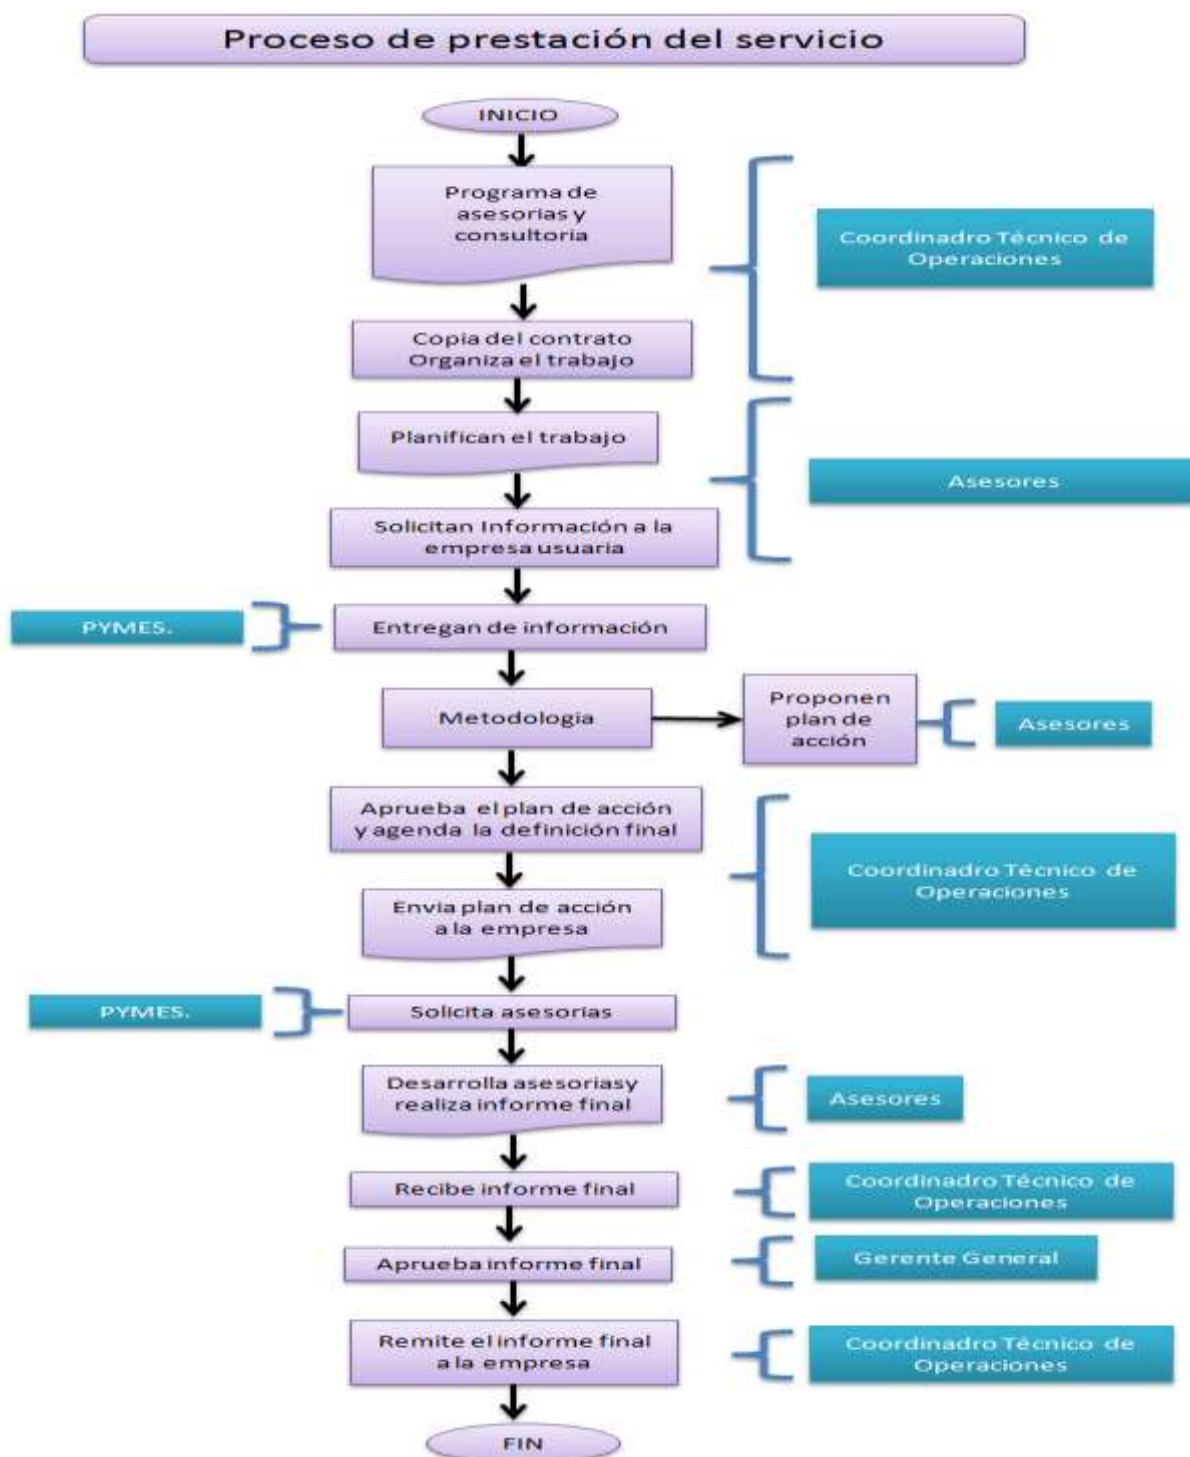 Proceso de prestación del servicio
INICIO
Programa de
asesorias y
consultoria
Coordinadro Técnico de
Operaciones
Copia del contrato
Organiza el trabajo
Planifican el trabajo
Asesores
Solicitan Información a la
empresa usuaria
PYMES.
Entregan de información
Metodologia
Proponen
plan de
acción
Asesores
Aprueba el plan de acción
y agenda la definición final
Coordinadro Técnico de
Operaciones
Envia plan de acción
a la empresa
PYMES.
Solicita asesorias
Desarrolla asesoriasy
realiza informe final
Asesores
Recibe informe final
Coordinadro Técnico de
Operaciones
Aprueba informe final
Gerente General
Remite el informe final
a la empresa
Coordinadro Técnico de
Operaciones
FIN